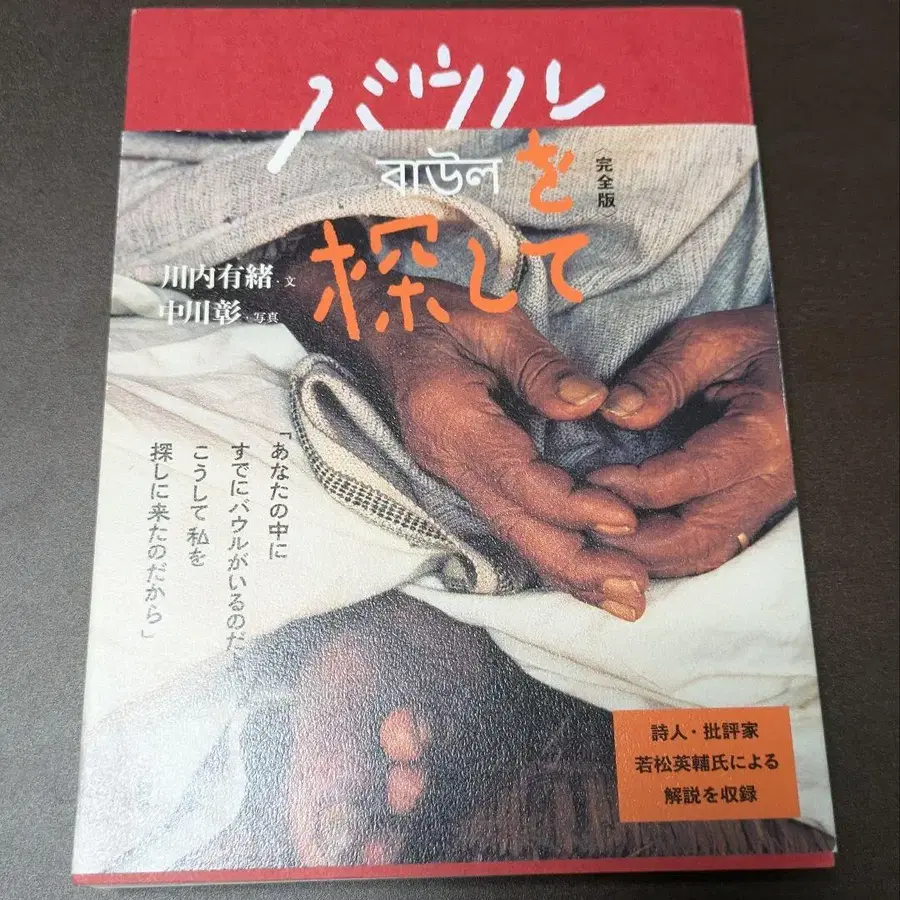 バウル
বাউল
を
探して
〈完全版〉
川内有緒・文
中川彰・写真
「あなたの中に
すでにバウルがいるのだ。
こうして私を
探しに来たのだから」
詩人・批評家
若松英輔氏による
解説を収録